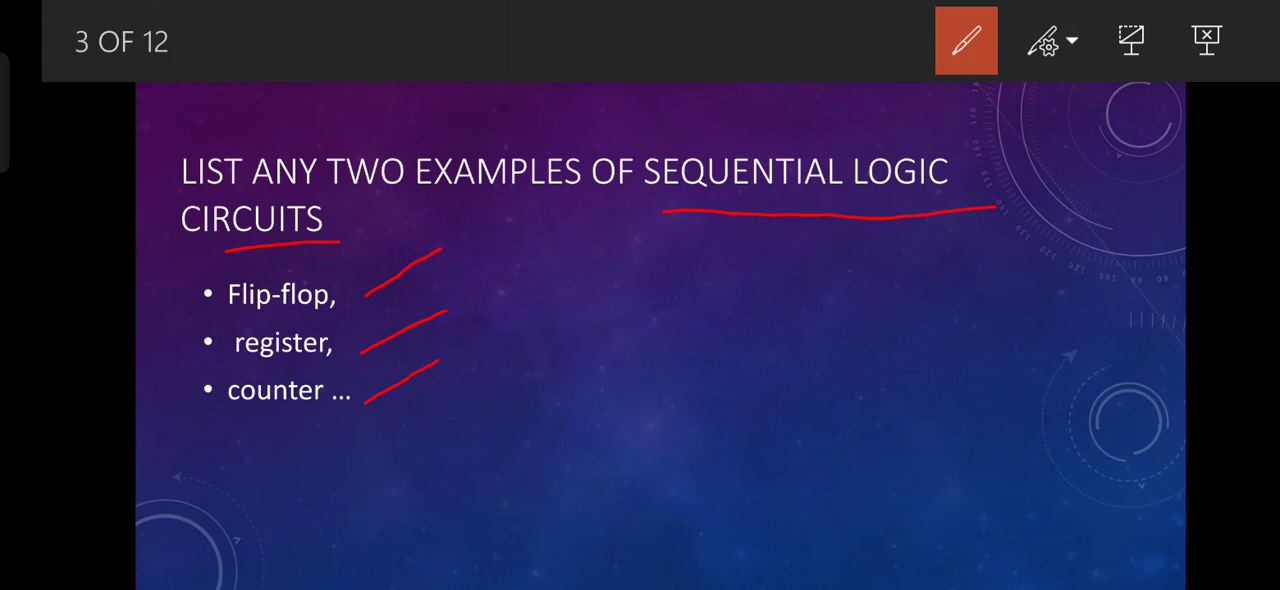 3 OF 12
LIST ANY TWO EXAMPLES OF SEQUENTIAL LOGIC
CIRCUITS
• Flip-flop,
• register,
• counter ...